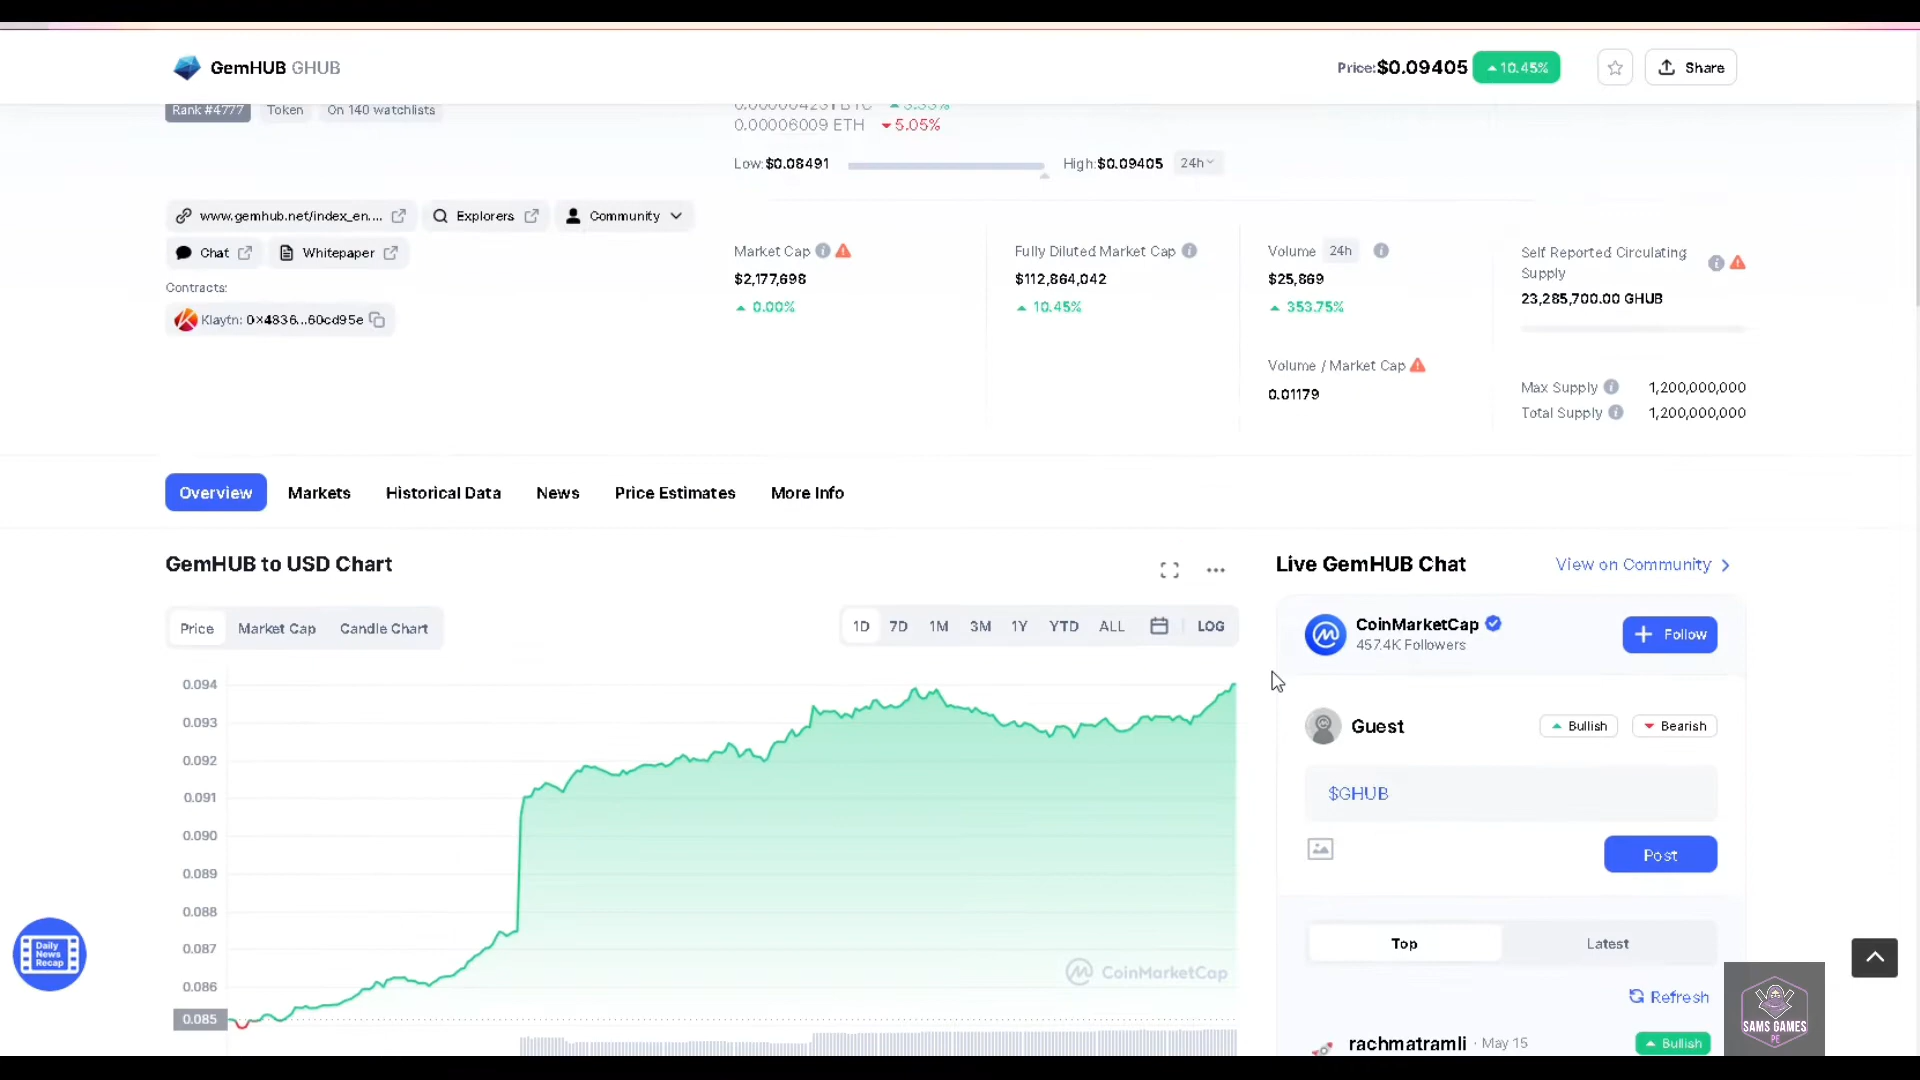 GemHUB GHUB
Price:$0.09405
10.45%
Share
Rank #4777
Token
On 140 watchlists
0.00006009 ETH
5.05%
Low:$0.08491
High:$0.09405
24h
www.gemhub.net/index_en....
Explorers
Community
Chat
Whitepaper
Contracts:
Klaytn: 0x4836...60cd95e
Market Cap
$2,177,698
0.00%
Fully Diluted Market Cap
$112,864,042
10.45%
Volume 24h
$25,869
353.75%
Volume / Market Cap
0.01179
Self Reported Circulating
Supply
23,285,700.00 GHUB
Max Supply 1,200,000,000
Total Supply 1,200,000,000
Overview
Markets
Historical Data
News
Price Estimates
More Info
GemHUB to USD Chart
Price
Market Cap
Candle Chart
1D
7D
1M
3M
1Y
YTD
ALL
LOG
0.094
0.093
0.092
0.091
0.090
0.089
0.088
0.087
0.086
0.085
CoinMarketCap
Live GemHUB Chat
View on Community
CoinMarketCap
457.4K Followers
Follow
Guest
Bullish
Bearish
$GHUB
Post
Top
Latest
Refresh
rachmatramli · May 15
Bullish
Daily
News
Recap
SAMS GAMES
PE